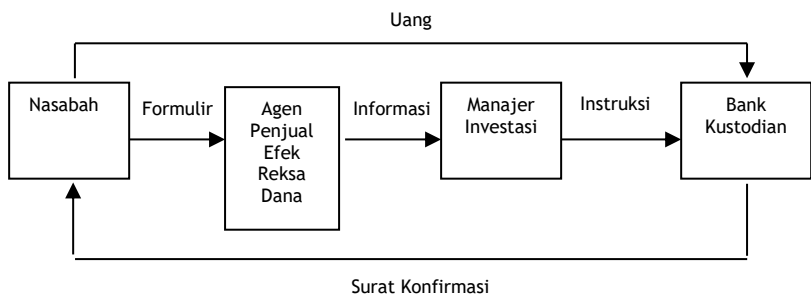 Uang
Nasabah
Formulir
Agen
Penjual
Efek
Reksa
Dana
Informasi
Manajer
Investasi
Instruksi
Bank
Kustodian
Surat Konfirmasi